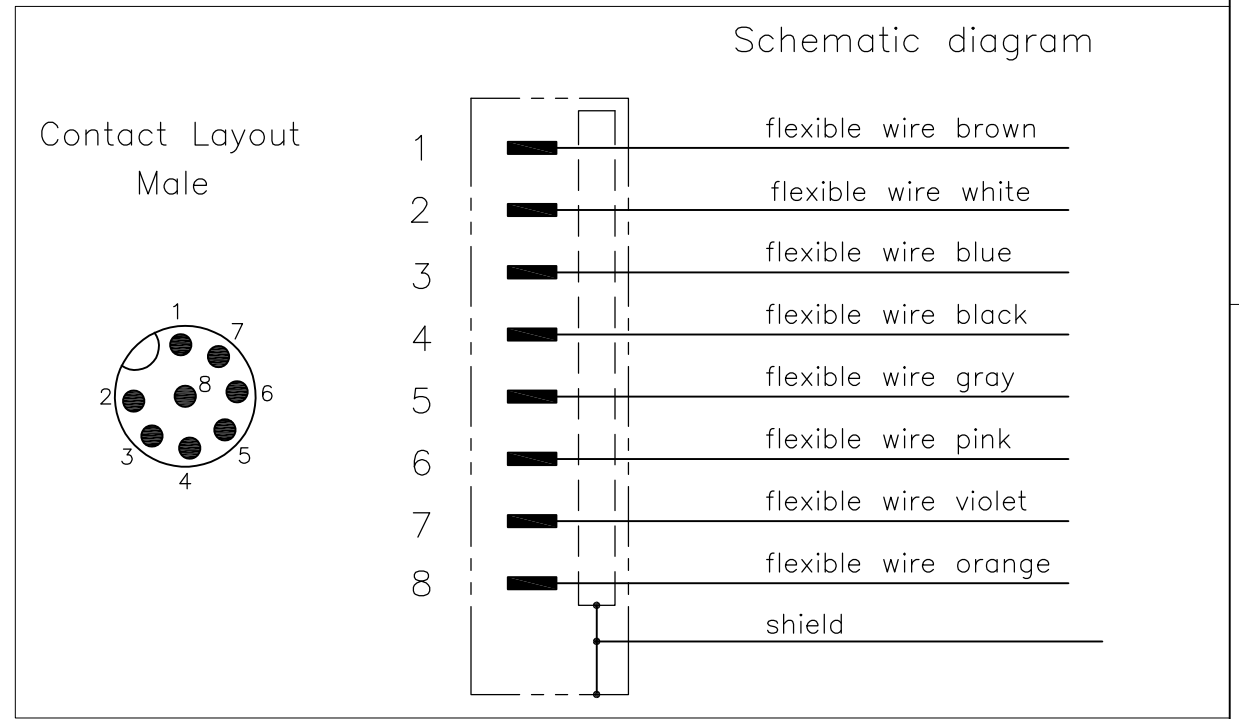 Schematic diagram
Contact Layout
Male
1 flexible wire brown
2 flexible wire white
3 flexible wire blue
4 flexible wire black
5 flexible wire gray
6 flexible wire pink
7 flexible wire violet
8 flexible wire orange
shield
1
7
2
8
6
3
5
4